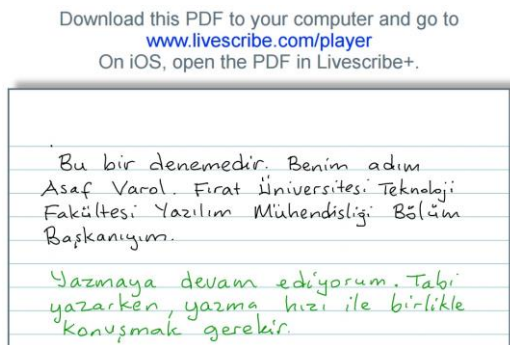 Download this PDF to your computer and go to
www.livescribe.com/player
On iOS, open the PDF in Livescribe+.
Bu bir denemedir. Benim adım
Asaf Varol. Fırat Üniversitesi Teknoloji
Fakültesi Yazılım Mühendisliği Bölüm
Başkanıyım.
Yazmaya devam ediyorum. Tabi
yazarken, yazma hızı ile birlikle
konuşmak gerekir.